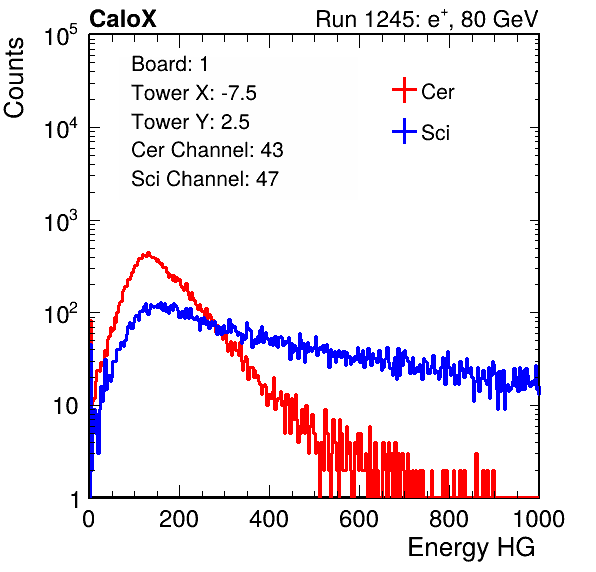 CaloX Run 1245: e⁺, 80 GeV
Counts
10⁵
10⁴
10³
10²
10
1
Board: 1
Tower X: -7.5
Tower Y: 2.5
Cer Channel: 43
Sci Channel: 47
Cer
Sci
0 200 400 600 800 1000
Energy HG